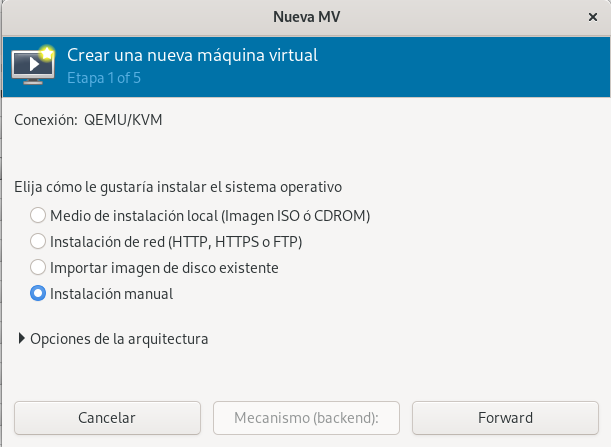 Nueva MV
Crear una nueva máquina virtual
Etapa 1 of 5
Conexión: QEMU/KVM
Elija cómo le gustaría instalar el sistema operativo
Medio de instalación local (Imagen ISO ó CDROM)
Instalación de red (HTTP, HTTPS o FTP)
Importar imagen de disco existente
Instalación manual
Opciones de la arquitectura
Cancelar Mecanismo (backend): Forward